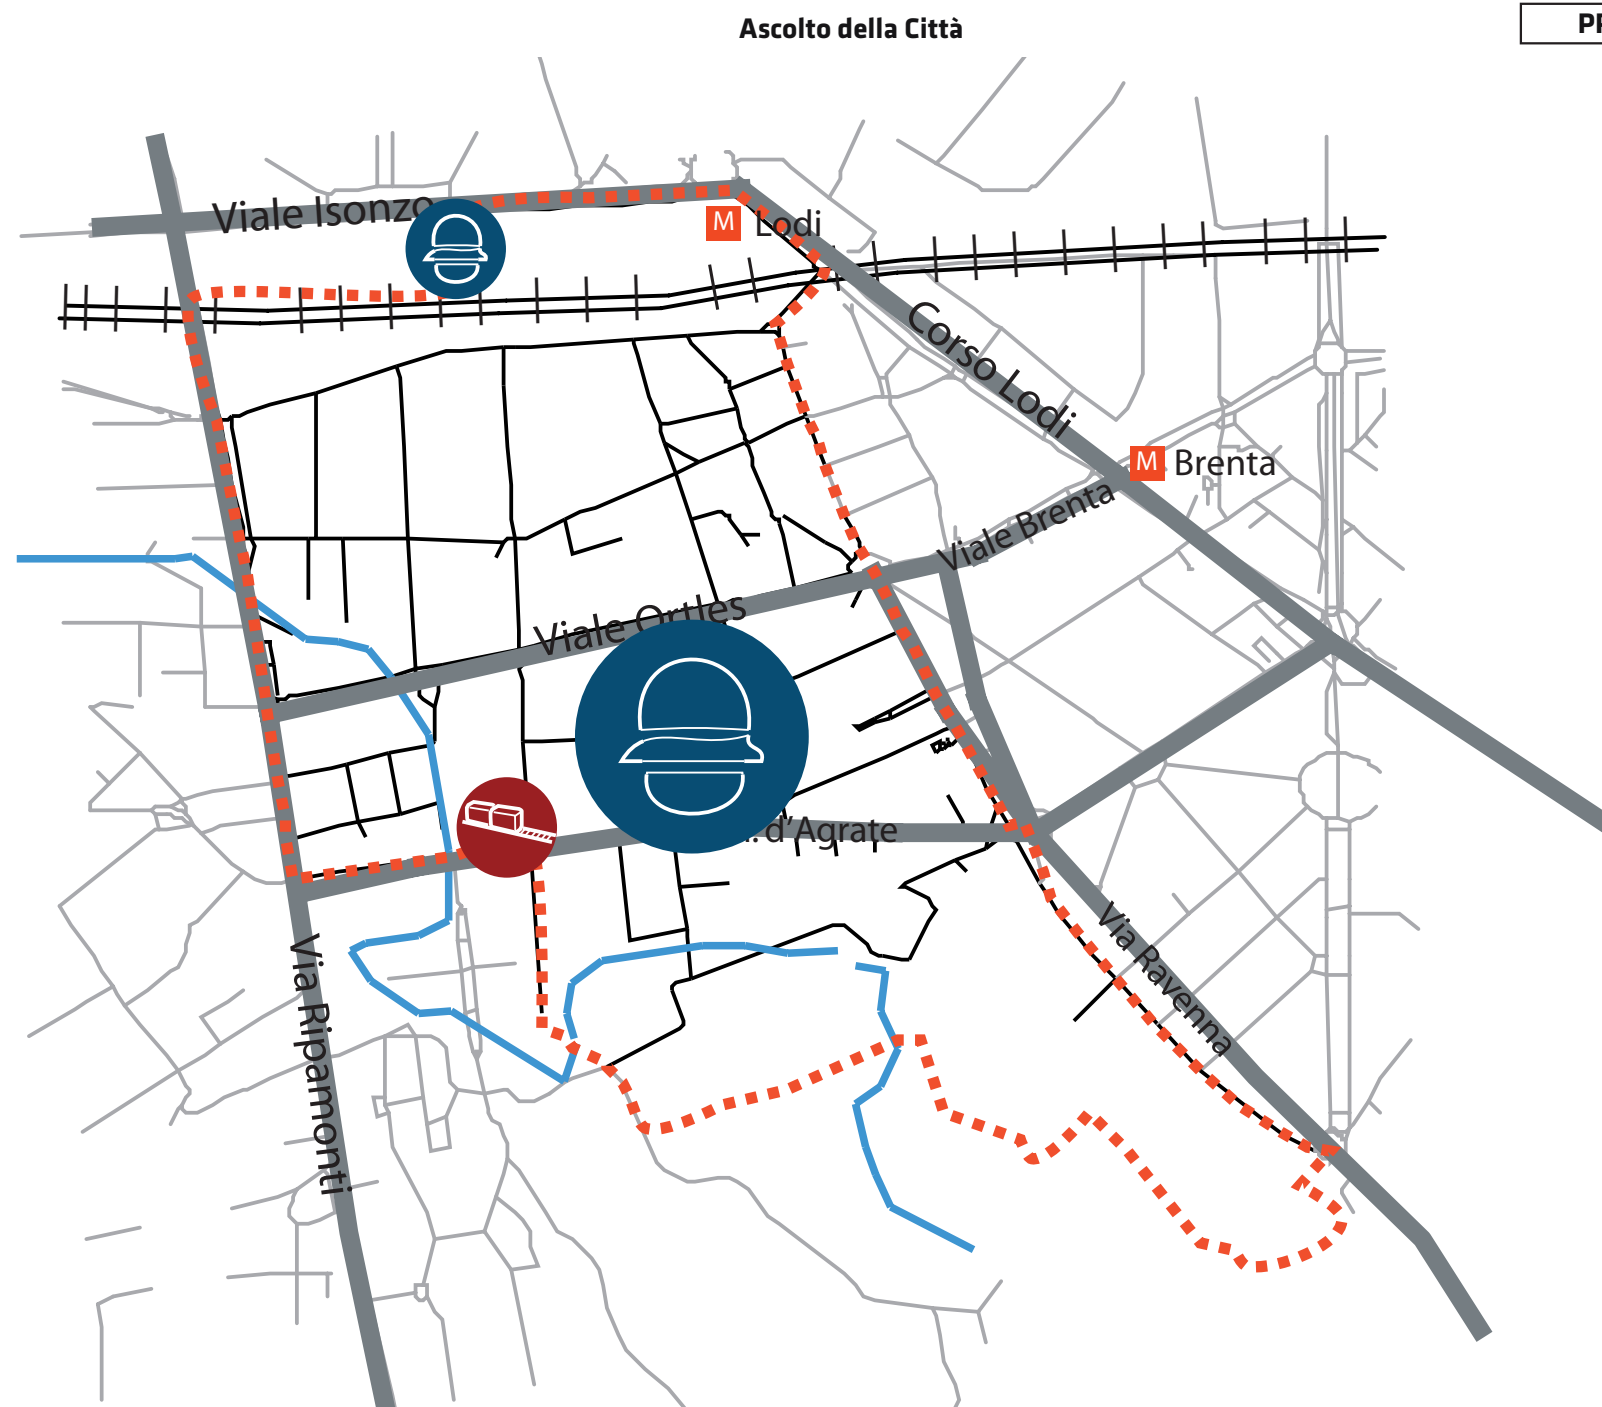 Ascolto della Città
Viale Isonzo
M Lodi
Corso Lodi
M Brenta
Viale Brenta
Viale Ortles
d'Agrate
Via Ravenna
Via Ripamonti